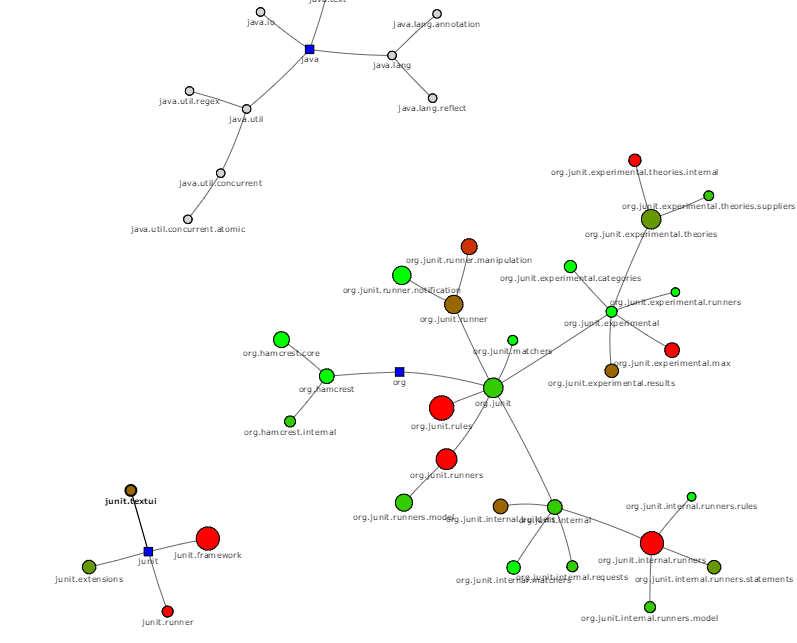 java.text
java.io
java.lang.annotation
java
java.lang
java.util.regex
java.lang.reflect
java.util
java.util.concurrent
java.util.concurrent.atomic
org.junit.experimental.theories.internal
org.junit.experimental.theories.suppliers
org.junit.experimental.theories
org.junit.runner.manipulation
org.junit.experimental.categories
org.junit.runner.notification
org.junit.experimental.runners
org.junit.runner
org.junit.experimental
org.junit.matchers
org.hamcrest.core
org.junit.experimental.max
org
org.junit.experimental.results
org.hamcrest
org.junit
org.junit.rules
org.hamcrest.internal
org.junit.runners
junit.textui
org.junit.internal.runners.rules
org.junit.runners.model
org.junit.internal.builders
org.junit.internal
junit.framework
junit
org.junit.internal.runners
junit.extensions
org.junit.internal.matchers
org.junit.internal.requests
org.junit.internal.runners.statements
junit.runner
org.junit.internal.runners.model